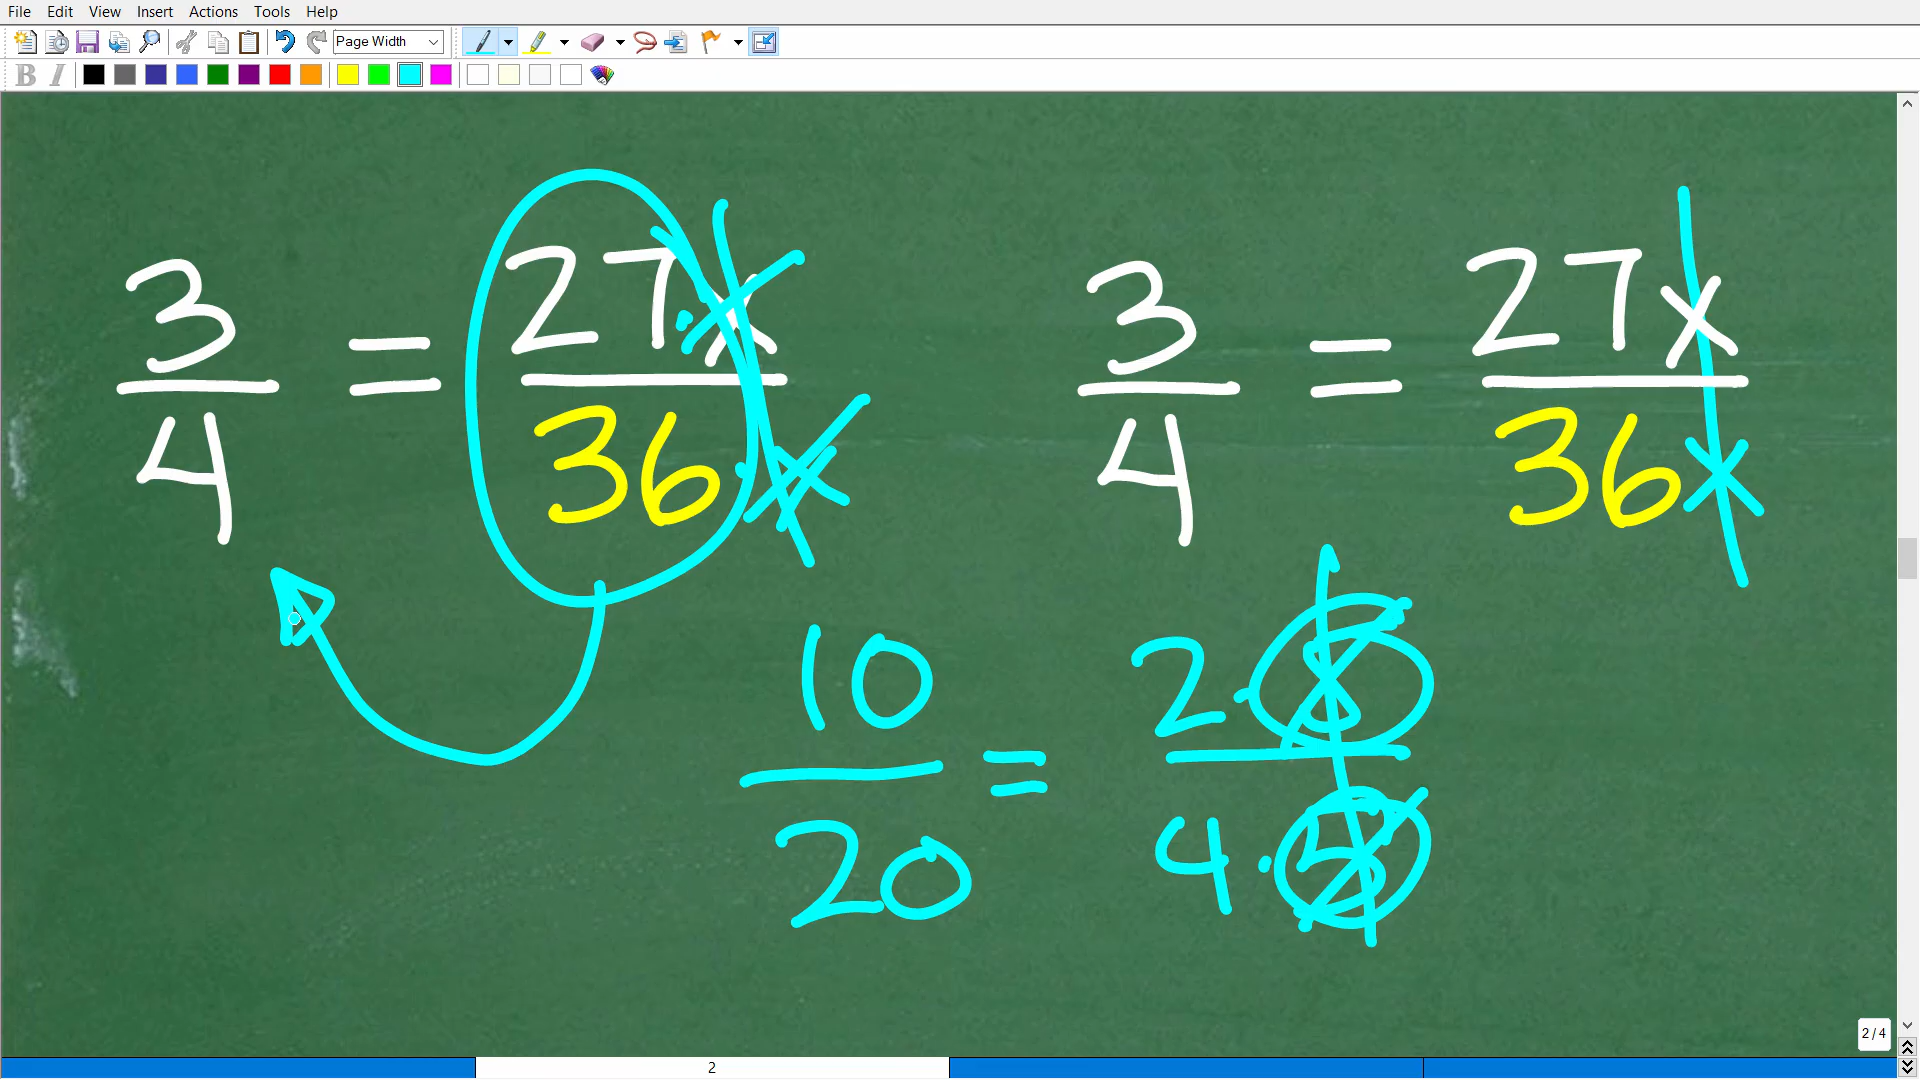 File Edit View Insert Actions Tools Help
Page Width
B I
3/4 = 27x/36x
3/4 = 27x/36x
10/20 = 2·5/4·5
2 / 4
2